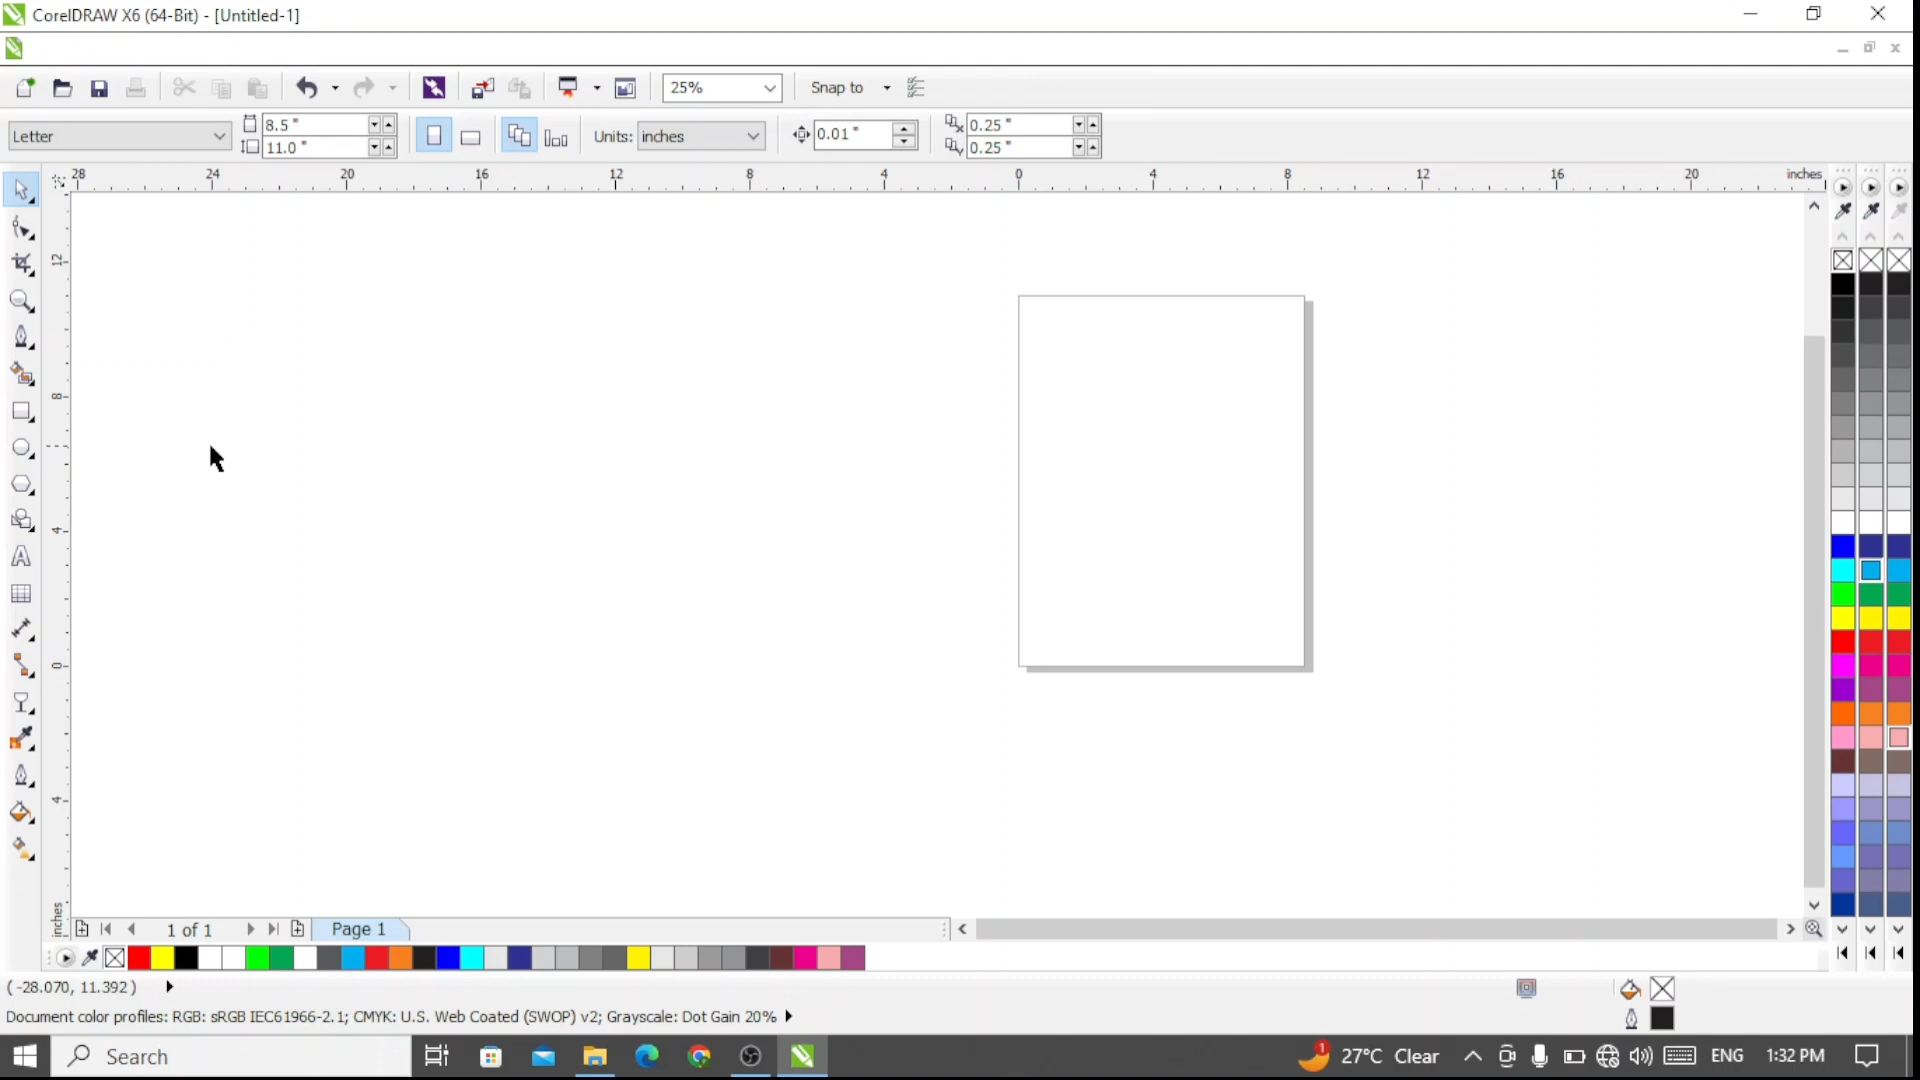 CorelDRAW X6 (64-Bit) - [Untitled-1]
25%
Snap to
Letter
8.5 "
11.0 "
Units: inches
0.01 "
0.25 "
0.25 "
28 24 20 16 12 8 4 0 4 8 12 16 20 inches
12
8
4
0
4
inches
1 of 1
Page 1
( -28.070, 11.392 )
Document color profiles: RGB: sRGB IEC61966-2.1; CMYK: U.S. Web Coated (SWOP) v2; Grayscale: Dot Gain 20%
Search
1
27°C Clear
ENG
1:32 PM